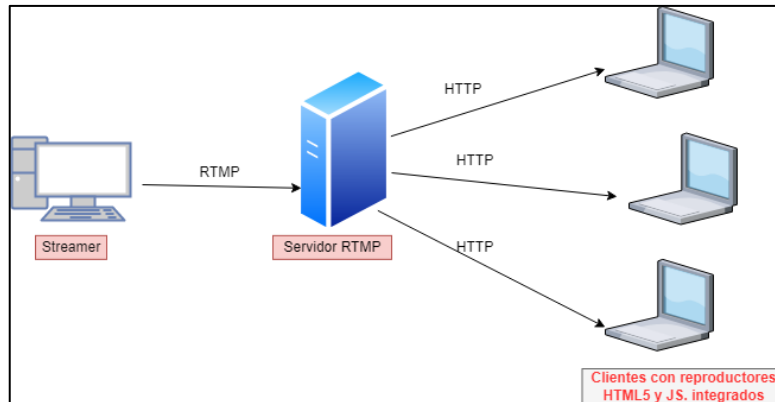 HTTP
RTMP
HTTP
HTTP
Streamer
Servidor RTMP
Clientes con reproductores
HTML5 y JS. integrados